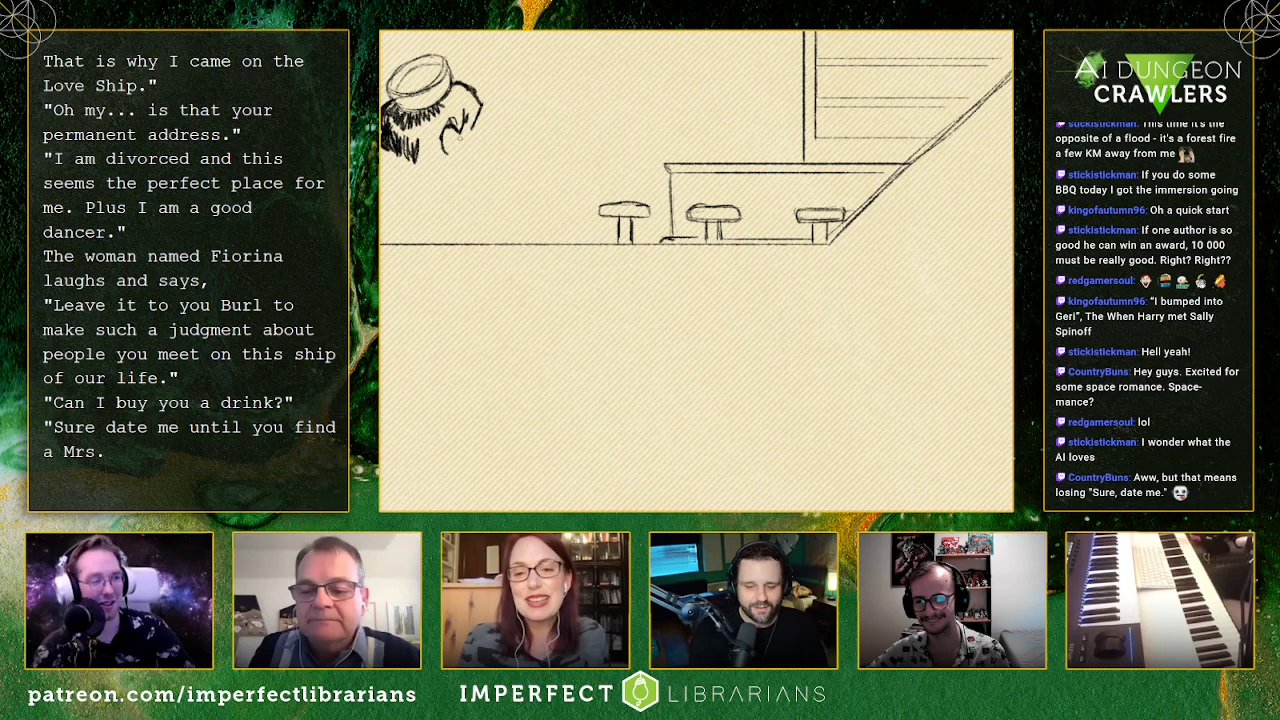 That is why I came on the
Love Ship."
"Oh my... is that your
permanent address."
"I am divorced and this
seems the perfect place for
me. Plus I am a good
dancer."
The woman named Fiorina
laughs and says,
"Leave it to you Burl to
make such a judgment about
people you meet on this ship
of our life."
"Can I buy you a drink?"
"Sure date me until you find
a Mrs.
AI DUNGEON
CRAWLERS
stickistickman: This time it's the
opposite of a flood - it's a forest fire
a few KM away from me
stickistickman: If you do some
BBQ today I got the immersion going
kingofautumn96: Oh a quick start
stickistickman: If one author is so
good he can win an award, 10 000
must be really good. Right? Right??
redgamersoul:
kingofautumn96: “I bumped into
Geri”, The When Harry met Sally
Spinoff
stickistickman: Hell yeah!
CountryBuns: Hey guys. Excited for
some space romance. Space-
mance?
redgamersoul: lol
stickistickman: I wonder what the
AI loves
CountryBuns: Aww, but that means
losing "Sure, date me."
patreon.com/imperfectlibrarians
IMPERFECT LIBRARIANS